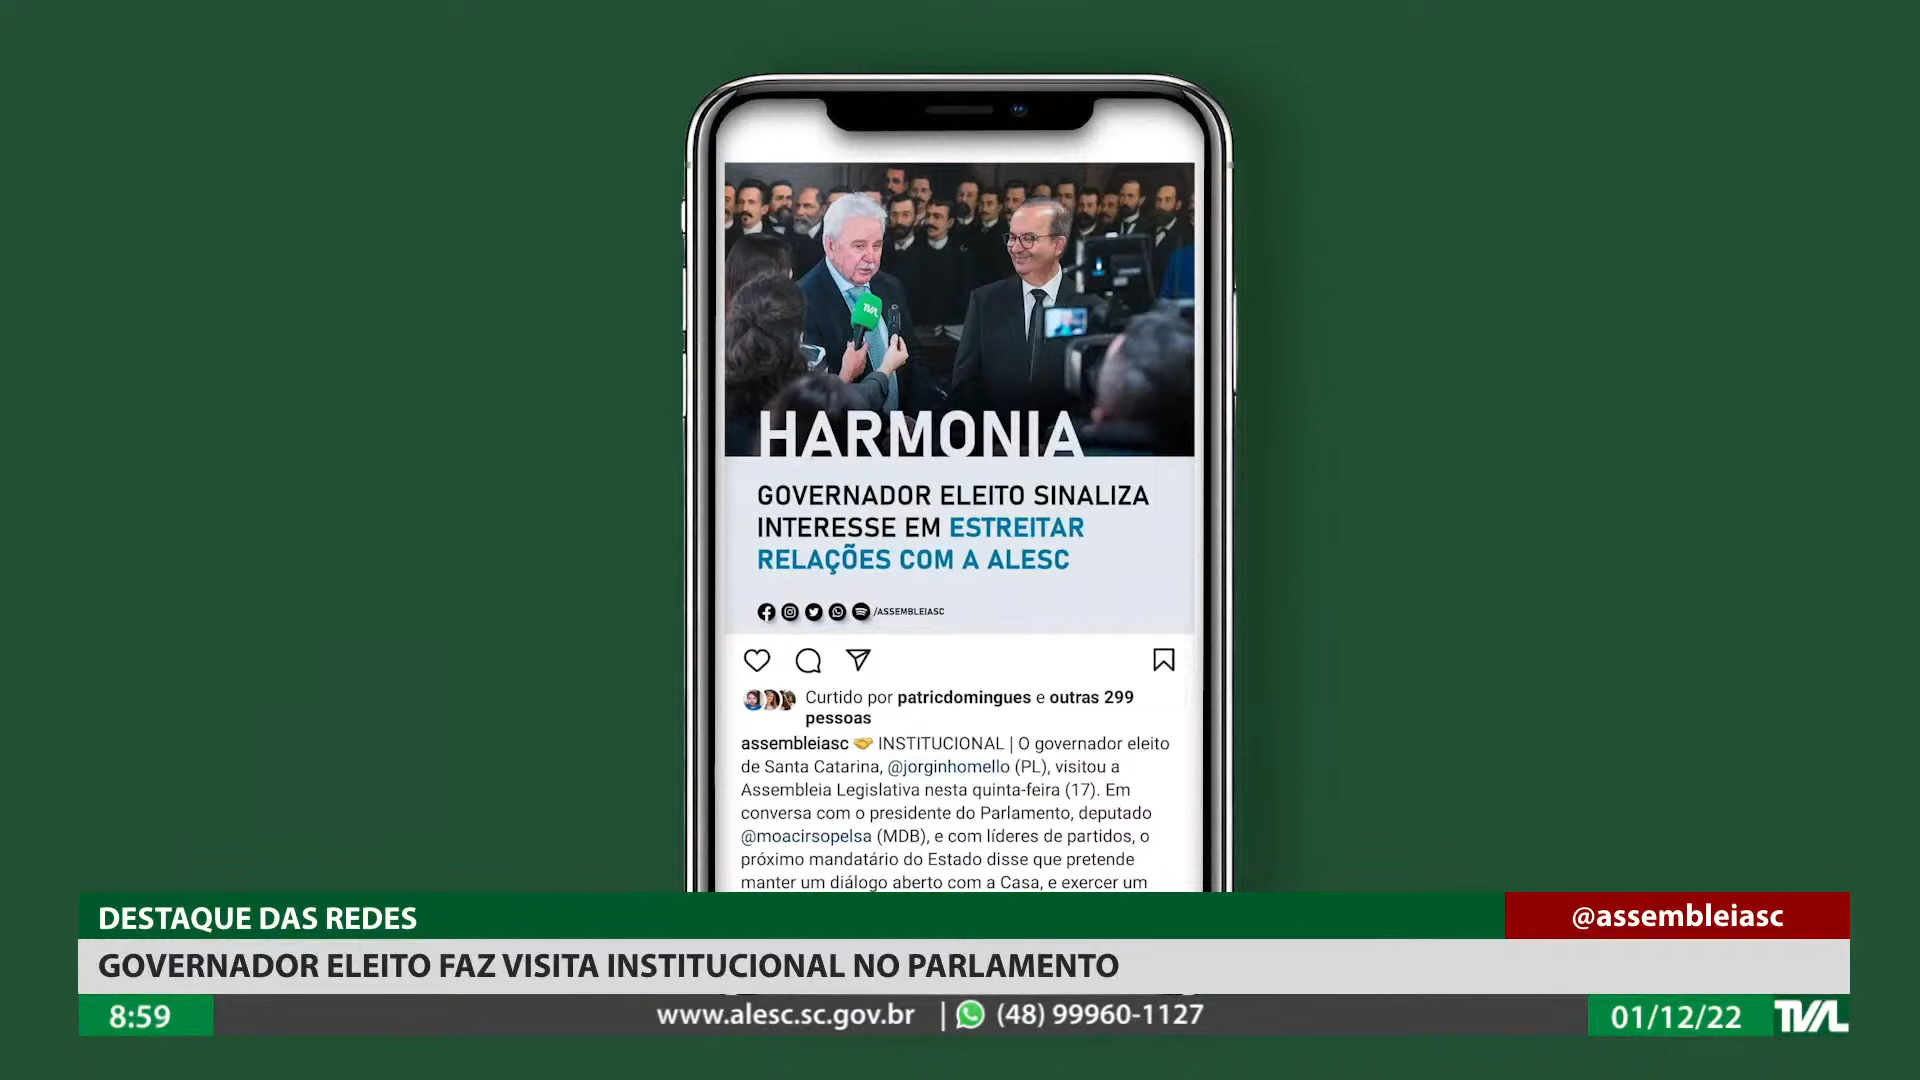 TVAL
HARMONIA
GOVERNADOR ELEITO SINALIZA
INTERESSE EM ESTREITAR
RELAÇÕES COM A ALESC
/ASSEMBLEIASC
Curtido por patricdomingues e outras 299
pessoas
assembleiasc 🤝 INSTITUCIONAL | O governador eleito
de Santa Catarina, @jorginhomello (PL), visitou a
Assembleia Legislativa nesta quinta-feira (17). Em
conversa com o presidente do Parlamento, deputado
@moacirsopelsa (MDB), e com líderes de partidos, o
próximo mandatário do Estado disse que pretende
manter um diálogo aberto com a Casa, e exercer um
DESTAQUE DAS REDES
@assembleiasc
GOVERNADOR ELEITO FAZ VISITA INSTITUCIONAL NO PARLAMENTO
8:59
www.alesc.sc.gov.br | (48) 99960-1127
01/12/22
TVAL